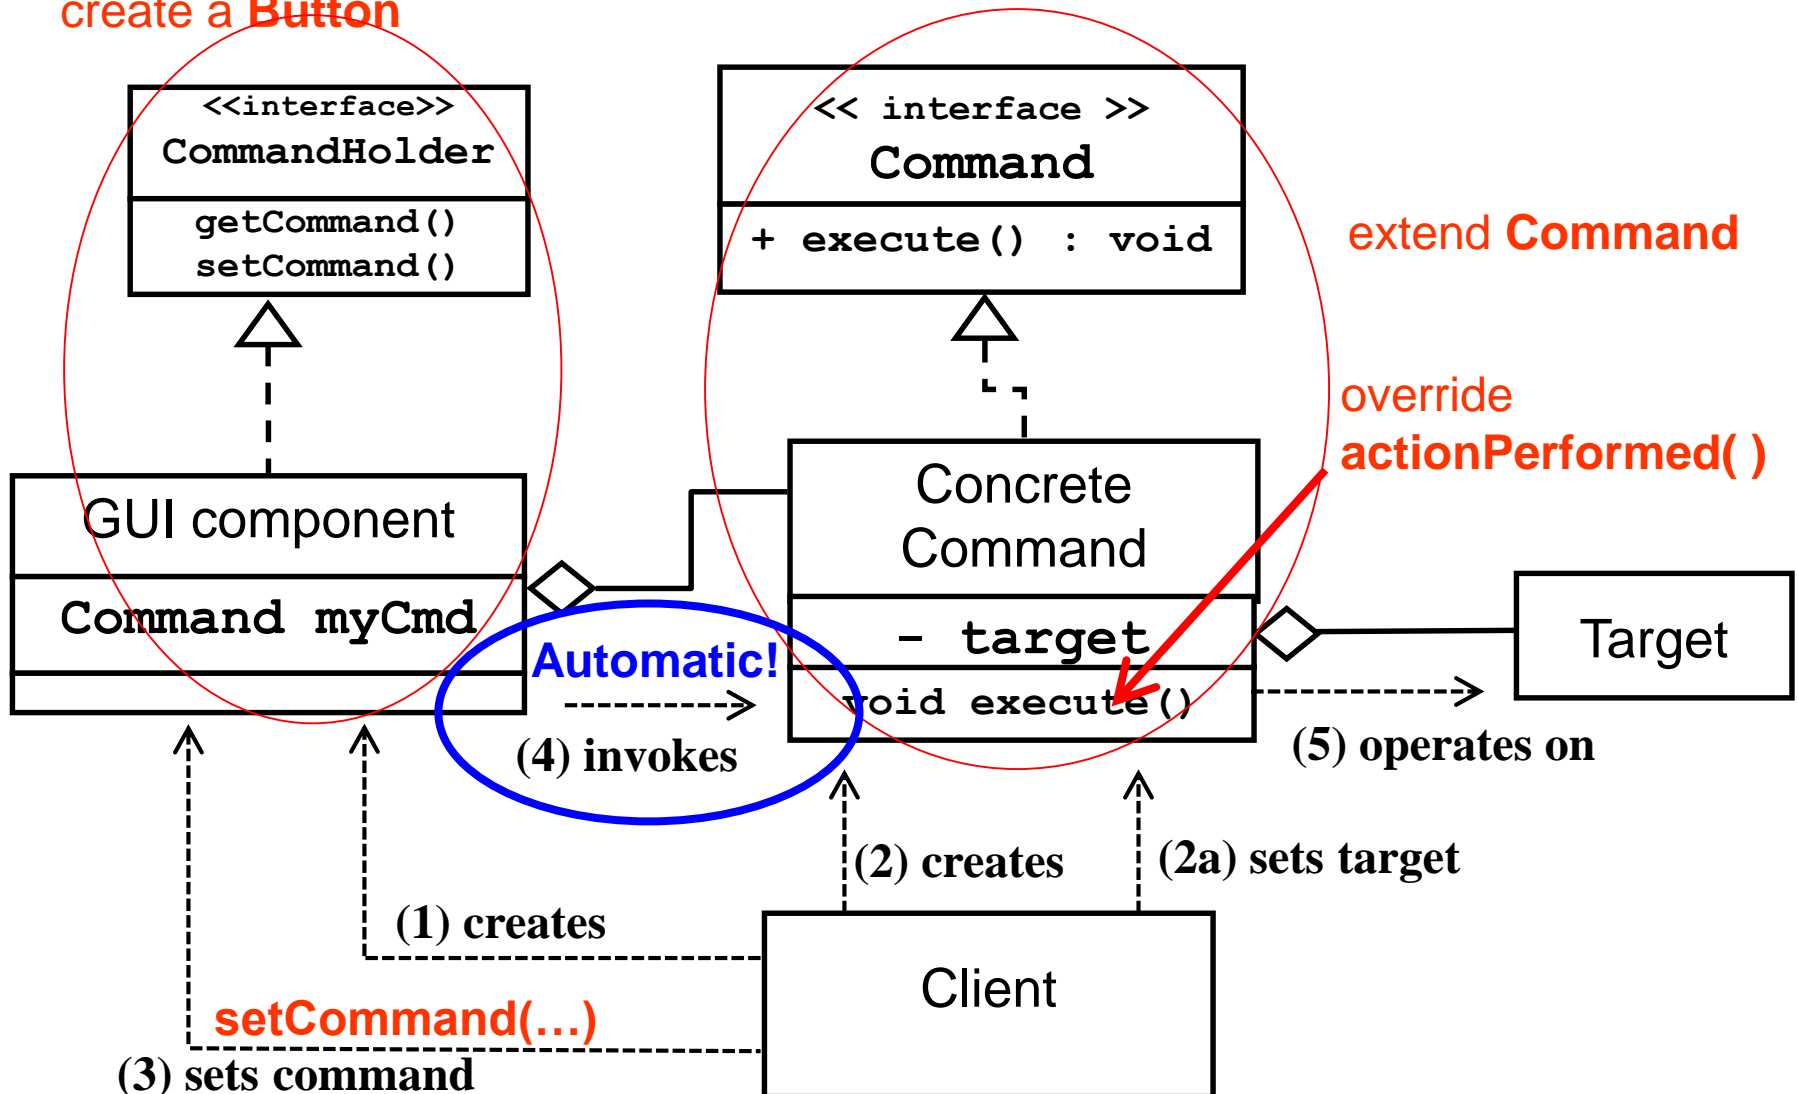 create a Button
<<interface>>
CommandHolder
getCommand()
setCommand()
<< interface >>
Command
+ execute() : void
extend Command
override
actionPerformed( )
GUI component
Command myCmd
Concrete
Command
- target
void execute()
Target
Automatic!
(4) invokes
(5) operates on
(2) creates
(2a) sets target
(1) creates
Client
setCommand(…)
(3) sets command